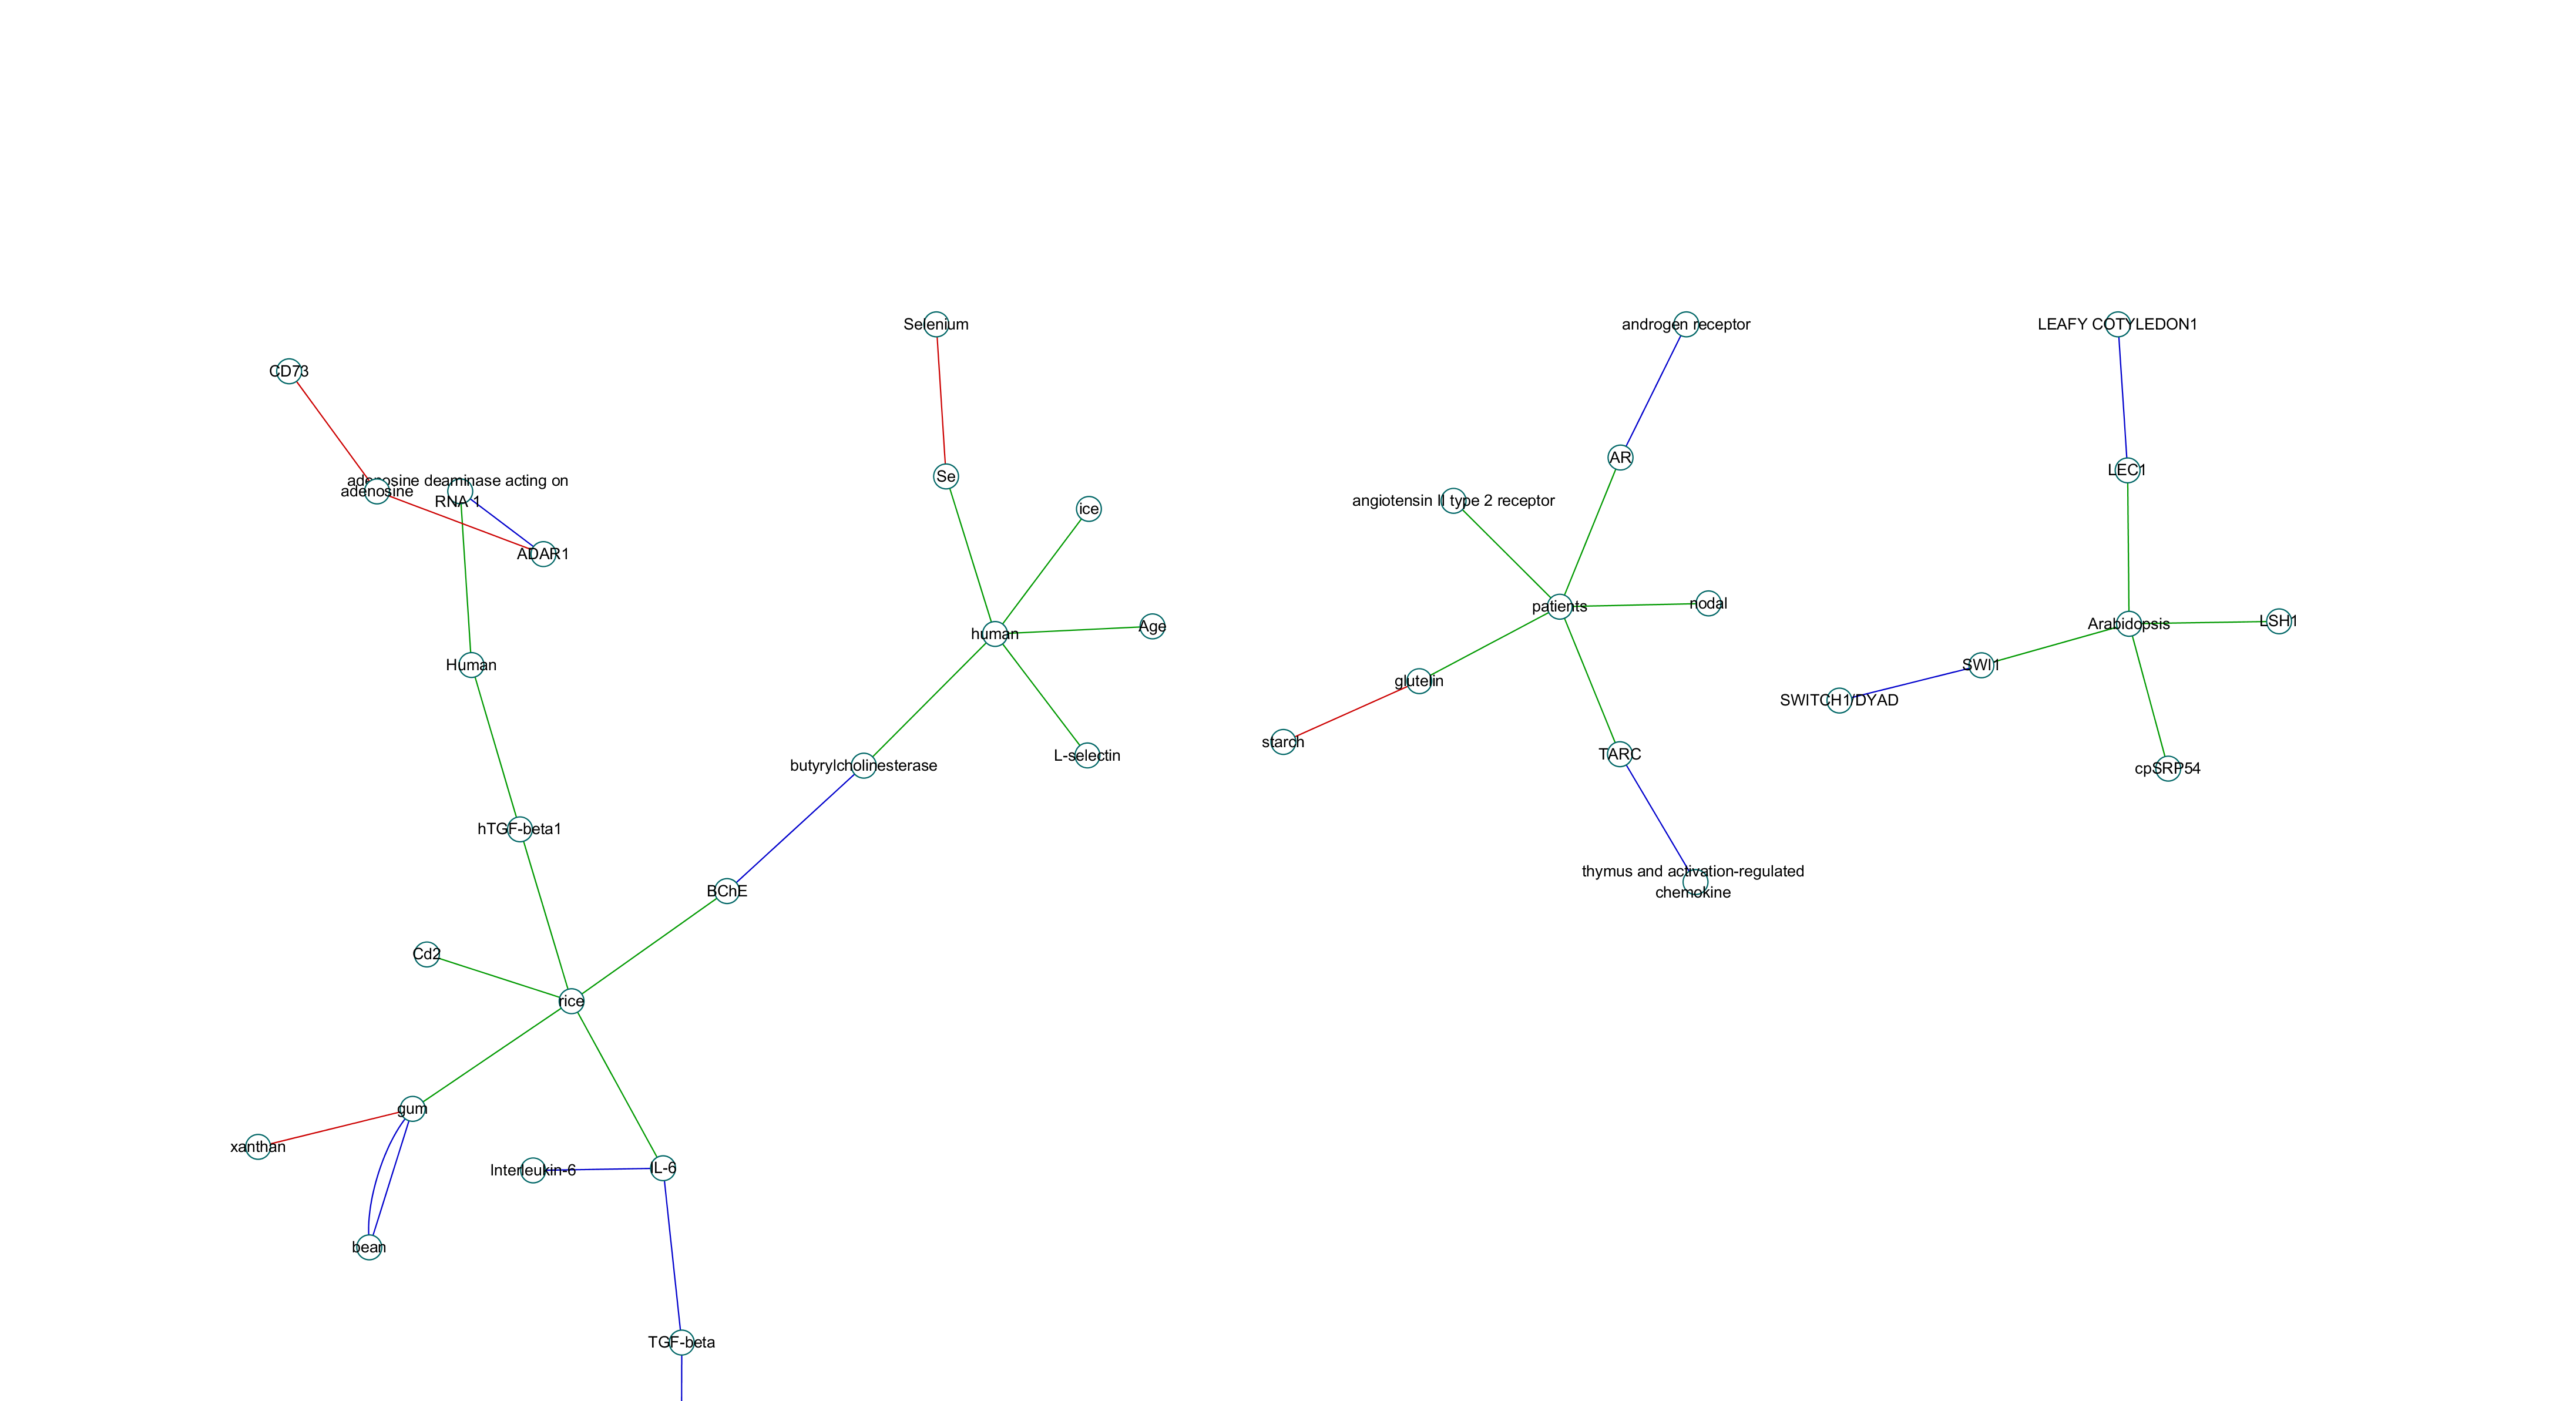 Selenium
androgen receptor
LEAFY COTYLEDON1
CD73
AR
LEC1
Se
adenosine deaminase acting on
RNA 1
adenosine
angiotensin II type 2 receptor
ice
ADAR1
nodal
patients
Arabidopsis
LSH1
Age
human
Human
SWI1
glutelin
SWITCH1/DYAD
starch
TARC
L-selectin
butyrylcholinesterase
cpSRP54
hTGF-beta1
thymus and activation-regulated
chemokine
BChE
Cd2
rice
gum
xanthan
Interleukin-6
IL-6
bean
TGF-beta